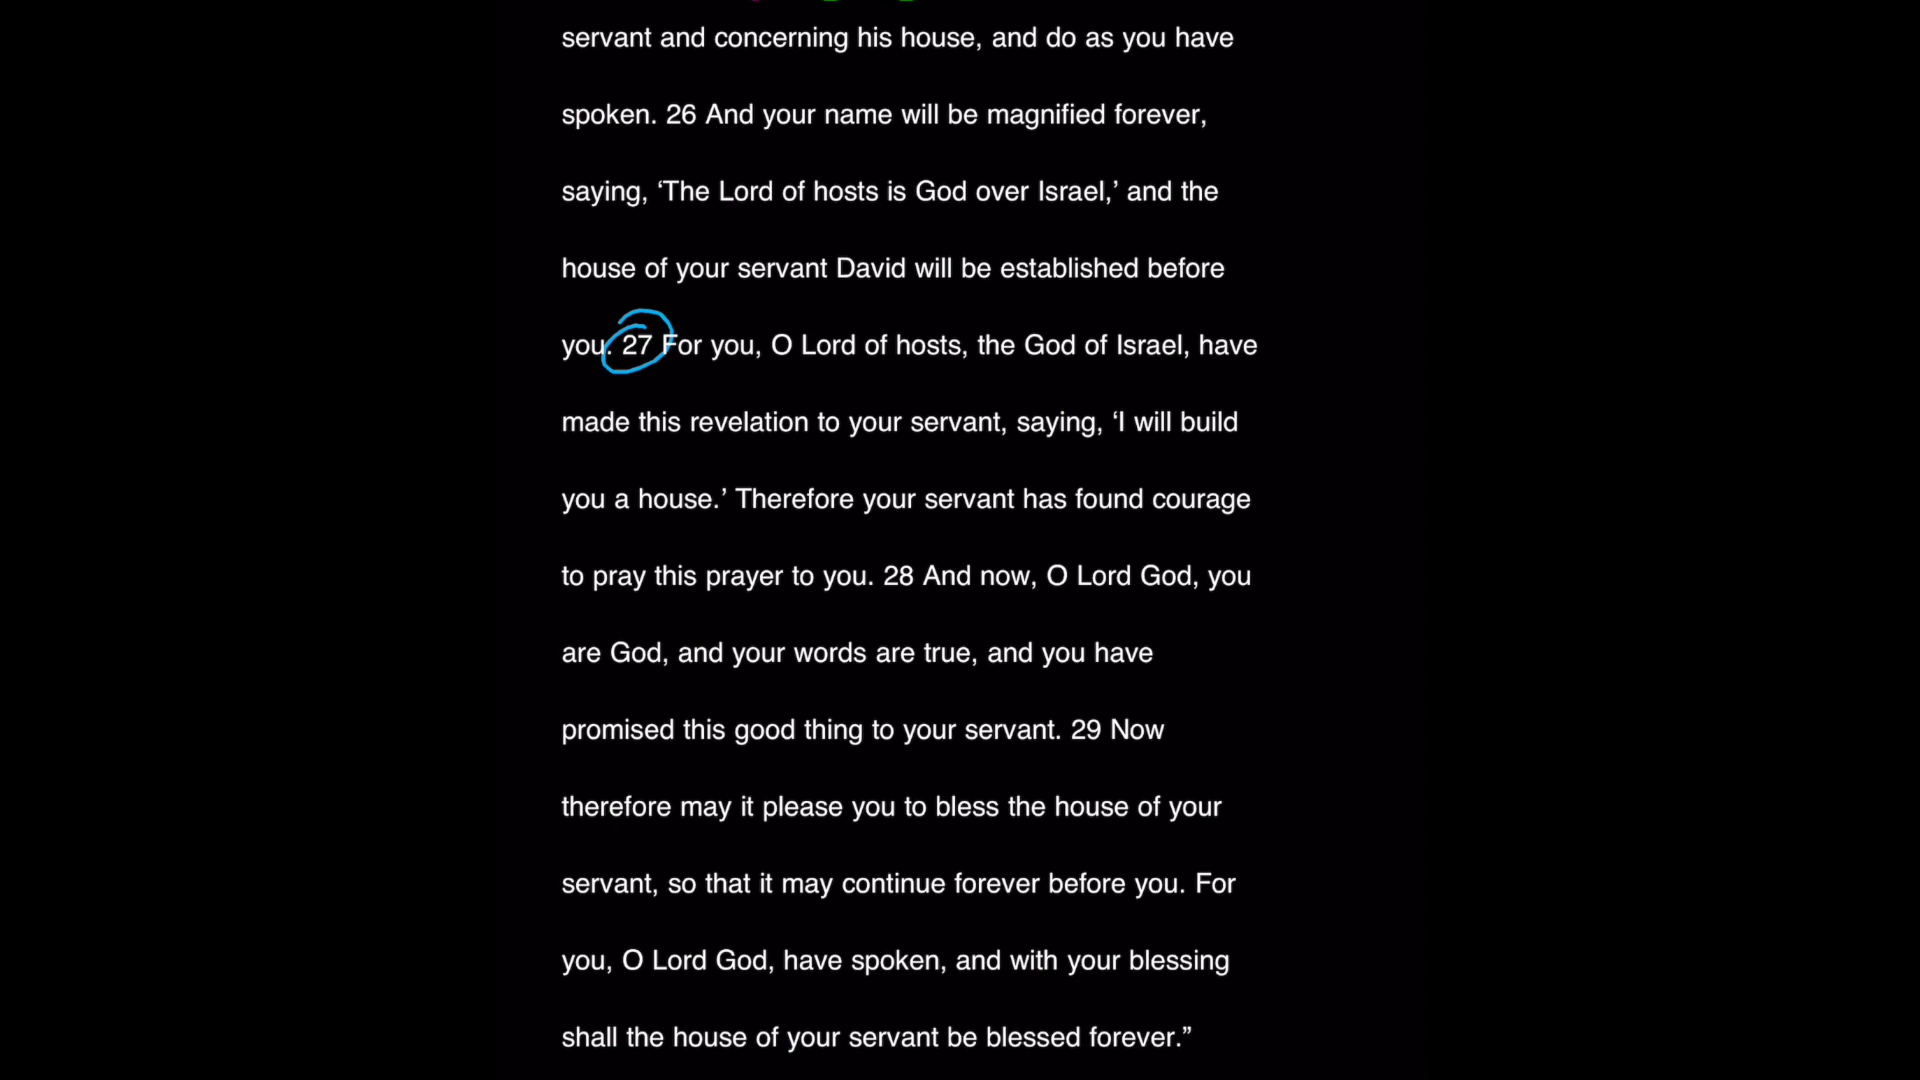 servant and concerning his house, and do as you have
spoken. 26 And your name will be magnified forever,
saying, ‘The Lord of hosts is God over Israel,’ and the
house of your servant David will be established before
you. 27 For you, O Lord of hosts, the God of Israel, have
made this revelation to your servant, saying, ‘I will build
you a house.’ Therefore your servant has found courage
to pray this prayer to you. 28 And now, O Lord God, you
are God, and your words are true, and you have
promised this good thing to your servant. 29 Now
therefore may it please you to bless the house of your
servant, so that it may continue forever before you. For
you, O Lord God, have spoken, and with your blessing
shall the house of your servant be blessed forever.”